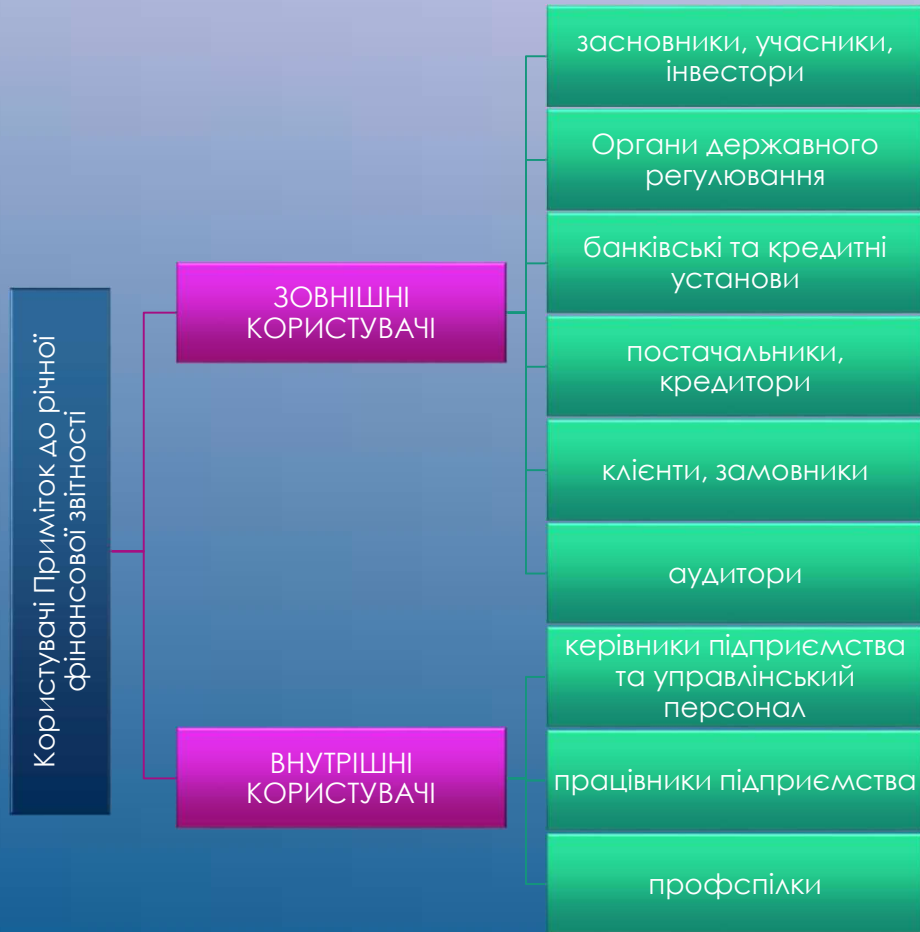 Користувачі Приміток до річної
фінансової звітності
ЗОВНІШНІ
КОРИСТУВАЧІ
засновники, учасники,
інвестори
Органи державного
регулювання
банківські та кредитні
установи
постачальники,
кредитори
клієнти, замовники
аудитори
ВНУТРІШНІ
КОРИСТУВАЧІ
керівники підприємства
та управлінський
персонал
працівники підприємства
профспілки